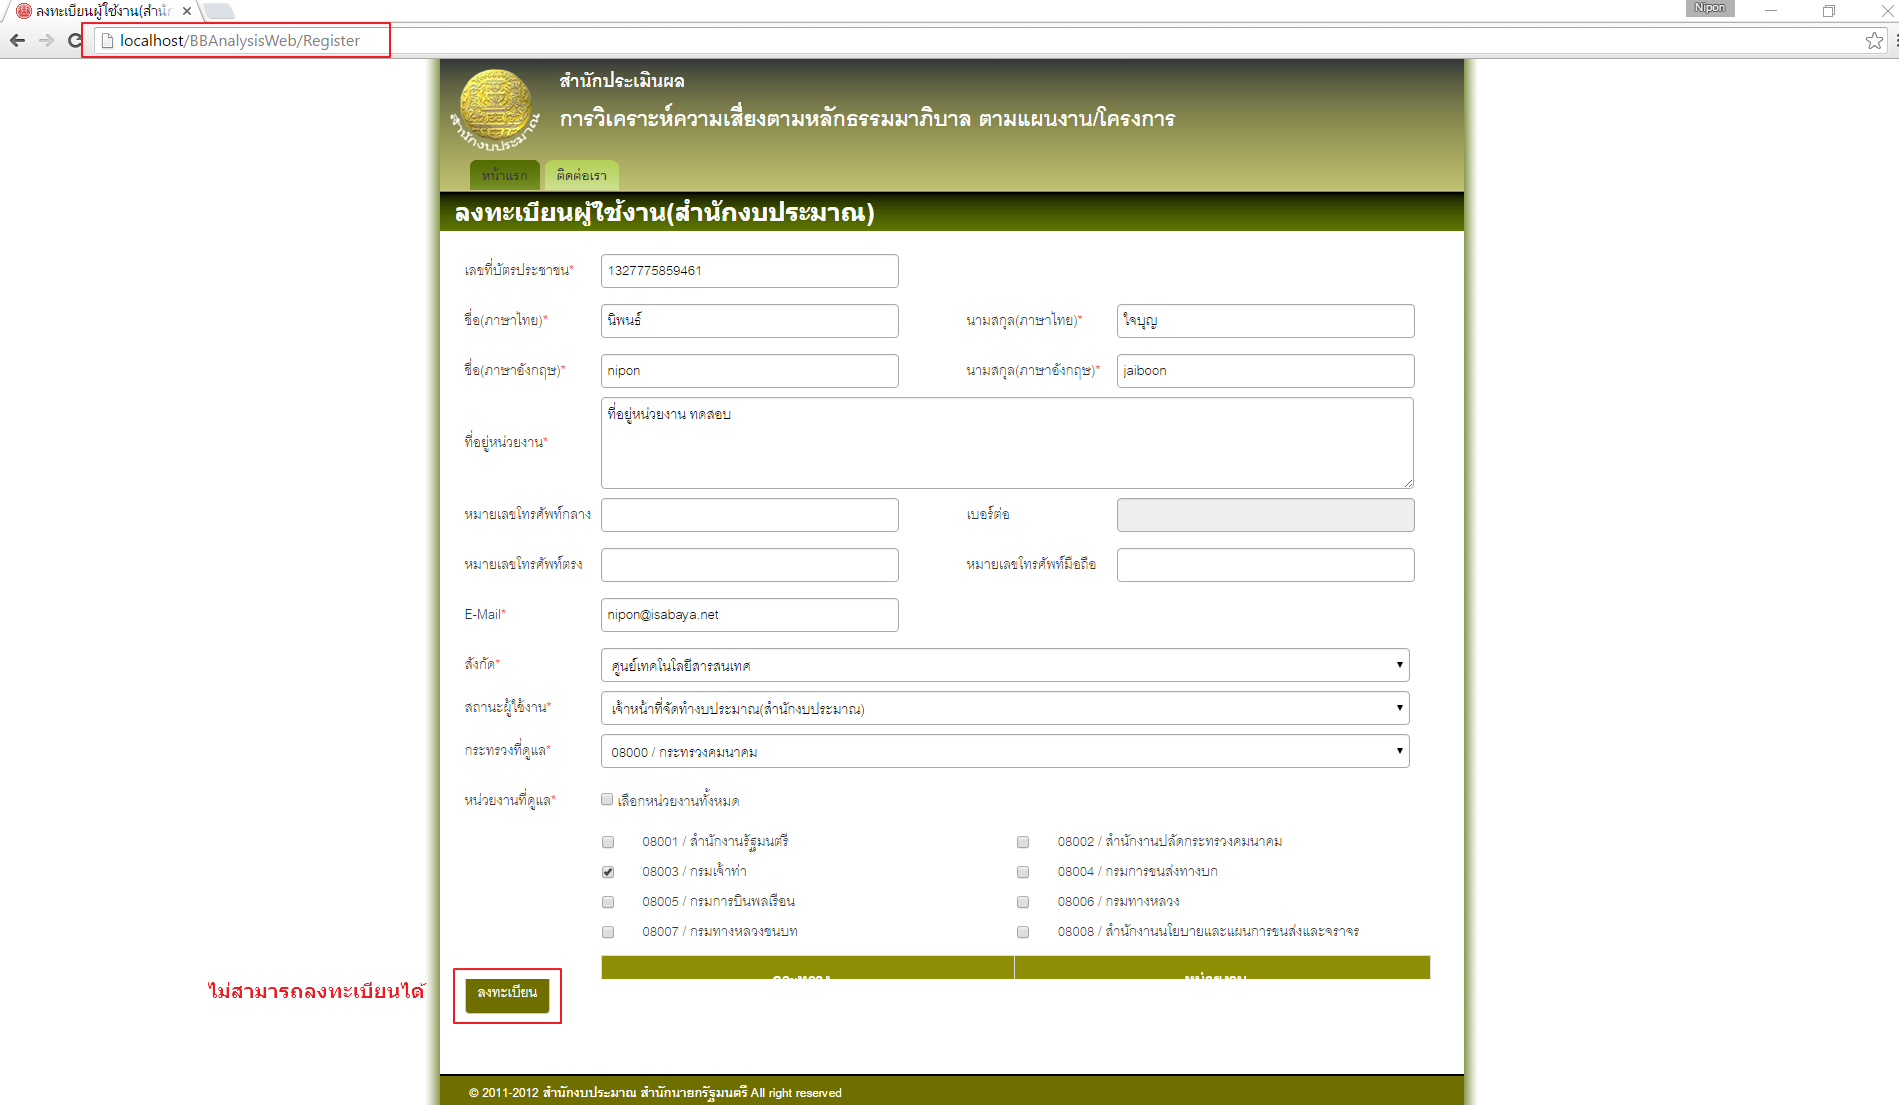 ลงทะเบียนผู้ใช้งาน(สำนัก
Nipon
localhost/BBAnalysisWeb/Register
สำนักงบประมาณ
สำนักประเมินผล
การวิเคราะห์ความเสี่ยงตามหลักธรรมมาภิบาล ตามแผนงาน/โครงการ
หน้าแรก ติดต่อเรา
ลงทะเบียนผู้ใช้งาน(สำนักงบประมาณ)
เลขที่บัตรประชาชน* 1327775859461
ชื่อ(ภาษาไทย)* นิพนธ์ นามสกุล(ภาษาไทย)* ใจบุญ
ชื่อ(ภาษาอังกฤษ)* nipon นามสกุล(ภาษาอังกฤษ)* jaiboon
ที่อยู่หน่วยงาน* ที่อยู่หน่วยงาน ทดสอบ
หมายเลขโทรศัพท์กลาง เบอร์ต่อ
หมายเลขโทรศัพท์ตรง หมายเลขโทรศัพท์มือถือ
E-Mail* nipon@isabaya.net
สังกัด* ศูนย์เทคโนโลยีสารสนเทศ
สถานะผู้ใช้งาน* เจ้าหน้าที่จัดทำงบประมาณ(สำนักงบประมาณ)
กระทรวงที่ดูแล* 08000 / กระทรวงคมนาคม
หน่วยงานที่ดูแล* เลือกหน่วยงานทั้งหมด
08001 / สำนักงานรัฐมนตรี 08002 / สำนักงานปลัดกระทรวงคมนาคม
08003 / กรมเจ้าท่า 08004 / กรมการขนส่งทางบก
08005 / กรมการบินพลเรือน 08006 / กรมทางหลวง
08007 / กรมทางหลวงชนบท 08008 / สำนักงานนโยบายและแผนการขนส่งและจราจร
กระทรวง หน่วยงาน
ไม่สามารถลงทะเบียนได้ ลงทะเบียน
© 2011-2012 สำนักงบประมาณ สำนักนายกรัฐมนตรี All right reserved